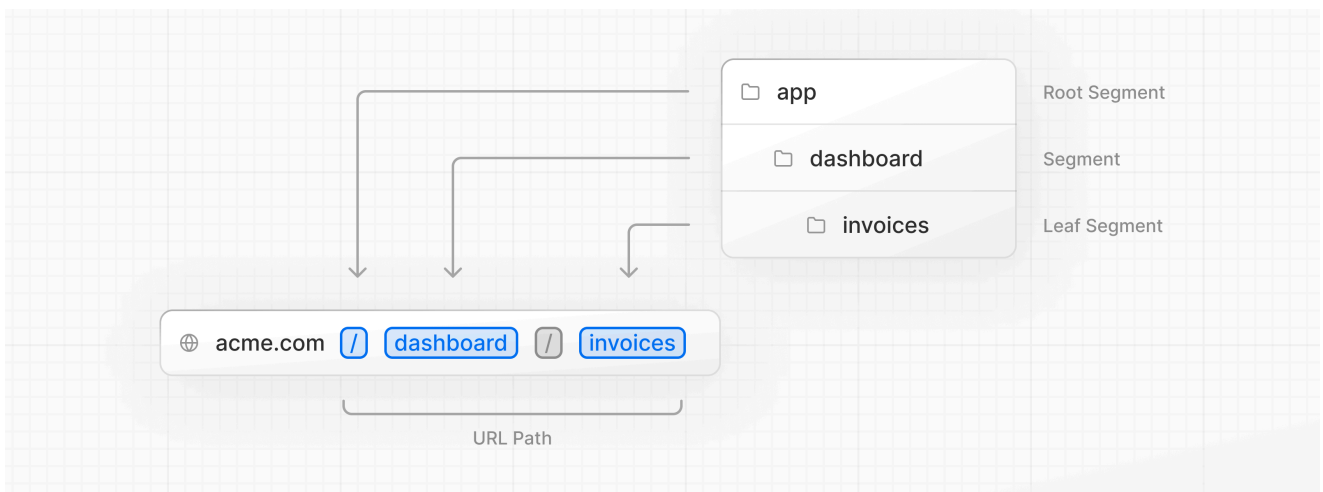 app Root Segment
dashboard Segment
invoices Leaf Segment
acme.com / dashboard / invoices
URL Path